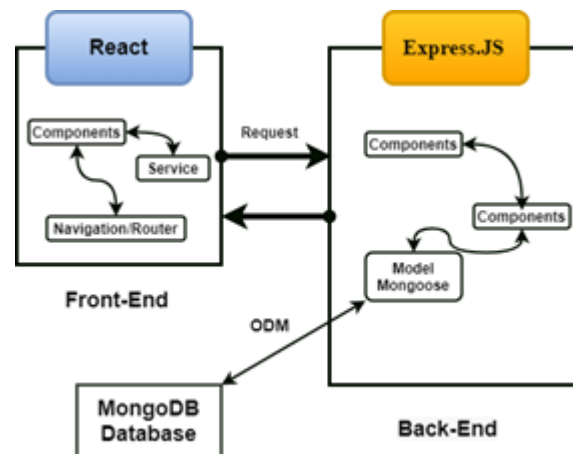 React
Express.JS
Components
Service
Navigation/Router
Request
Components
Components
Model
Mongoose
Front-End
ODM
MongoDB
Database
Back-End